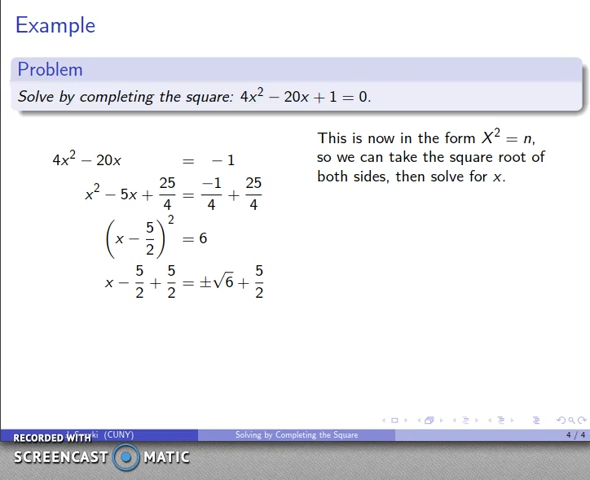 Example
Problem
Solve by completing the square: 4x² − 20x + 1 = 0.
This is now in the form X² = n,
so we can take the square root of
both sides, then solve for x.
4x² − 20x = − 1
x² − 5x + 25/4 = −1/4 + 25/4
(x − 5/2)² = 6
x − 5/2 + 5/2 = ±√6 + 5/2
(CUNY) Solving by Completing the Square 4 / 4
RECORDED WITH
SCREENCAST MATIC